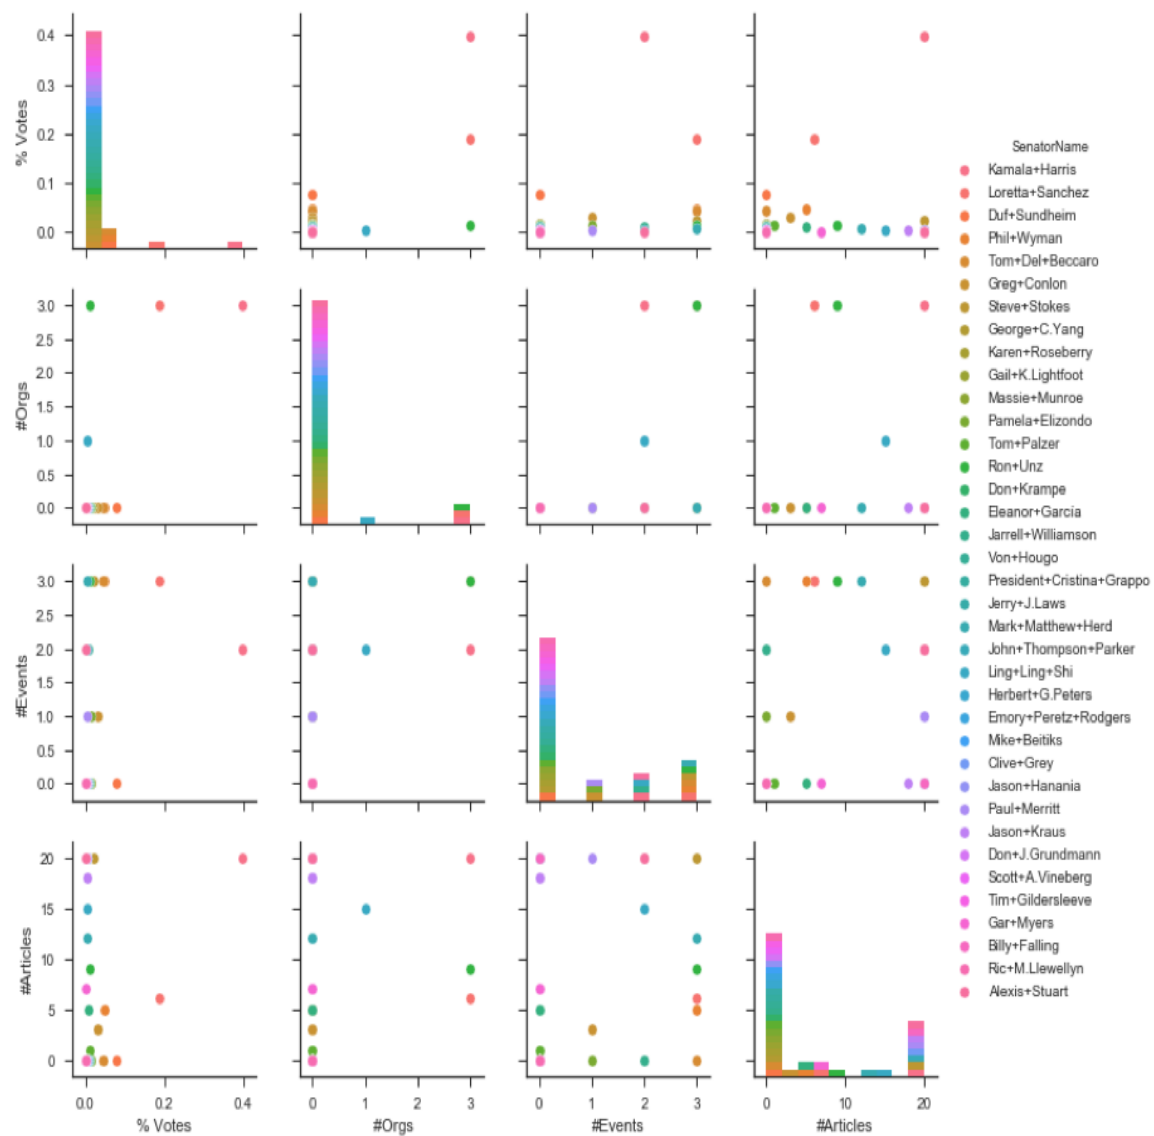 % Votes
0.4
0.3
0.2
0.1
0.0
#Orgs
3.0
2.5
2.0
1.5
1.0
0.5
0.0
#Events
3.0
2.5
2.0
1.5
1.0
0.5
0.0
#Articles
20
15
10
5
0
0.0 0.2 0.4
% Votes
0 1 2 3
#Orgs
0 1 2 3
#Events
0 10 20
#Articles
SenatorName
Kamala+Harris
Loretta+Sanchez
Duf+Sundheim
Phil+Wyman
Tom+Del+Beccaro
Greg+Conlon
Steve+Stokes
George+C.Yang
Karen+Roseberry
Gail+K.Lightfoot
Massie+Munroe
Pamela+Elizondo
Tom+Palzer
Ron+Unz
Don+Krampe
Eleanor+Garcia
Jarrell+Williamson
Von+Hougo
President+Cristina+Grappo
Jerry+J.Laws
Mark+Matthew+Herd
John+Thompson+Parker
Ling+Ling+Shi
Herbert+G.Peters
Emory+Peretz+Rodgers
Mike+Beitiks
Clive+Grey
Jason+Hanania
Paul+Merritt
Jason+Kraus
Don+J.Grundmann
Scott+A.Vineberg
Tim+Gildersleeve
Gar+Myers
Billy+Falling
Ric+M.Llewellyn
Alexis+Stuart